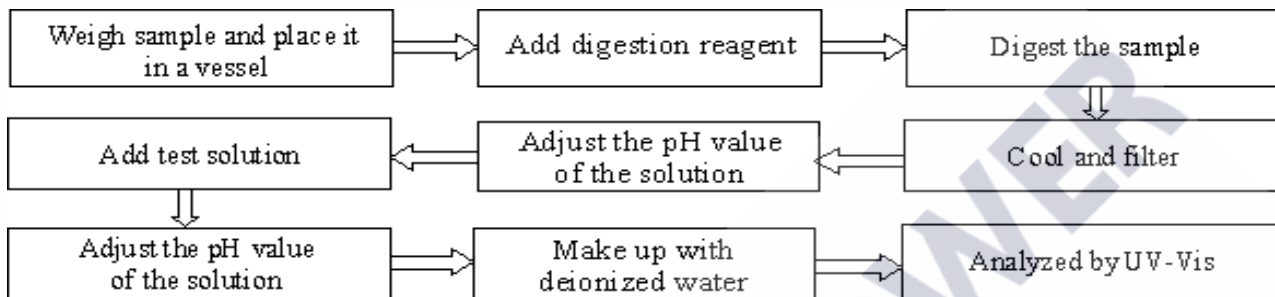 Weigh sample and place it
in a vessel
Add digestion reagent
Digest the sample
Cool and filter
Adjust the pH value
of the solution
Add test solution
Adjust the pH value
of the solution
Make up with
deionized water
Analyzed by UV-Vis
WER